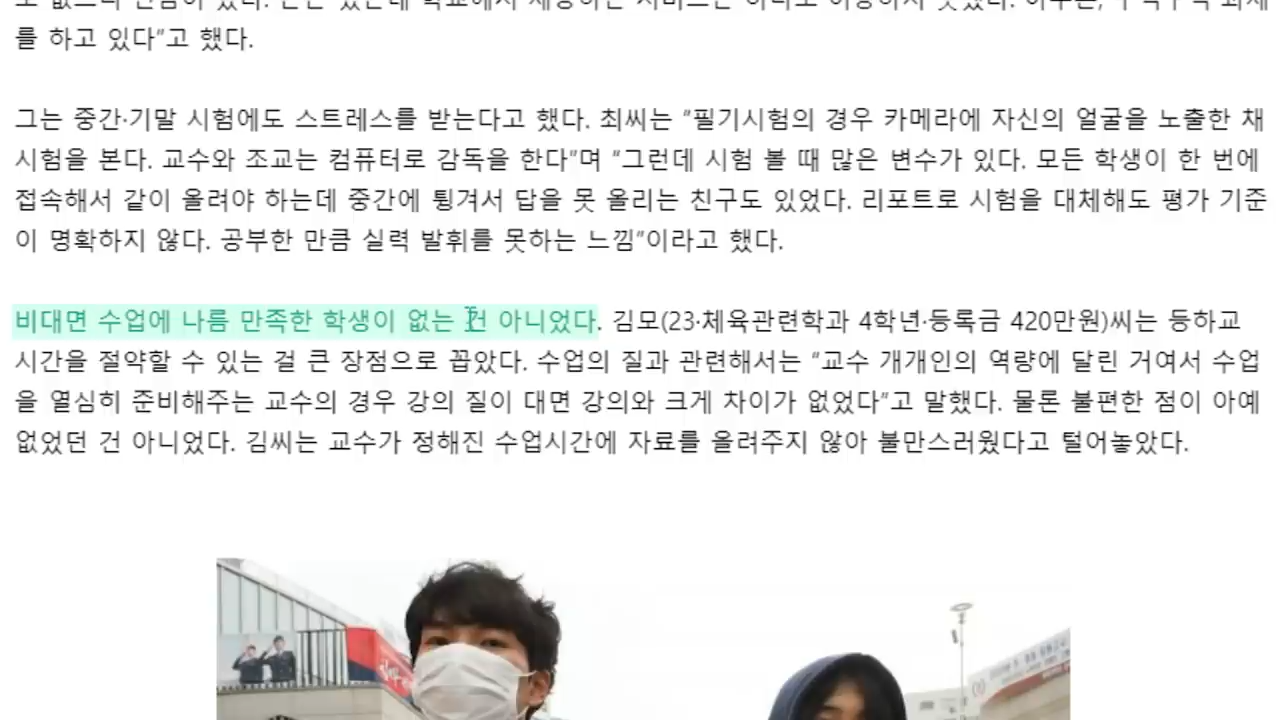 를 하고 있다”고 했다.
그는 중간·기말 시험에도 스트레스를 받는다고 했다. 최씨는 “필기시험의 경우 카메라에 자신의 얼굴을 노출한 채
시험을 본다. 교수와 조교는 컴퓨터로 감독을 한다”며 “그런데 시험 볼 때 많은 변수가 있다. 모든 학생이 한 번에
접속해서 같이 올려야 하는데 중간에 튕겨서 답을 못 올리는 친구도 있었다. 리포트로 시험을 대체해도 평가 기준
이 명확하지 않다. 공부한 만큼 실력 발휘를 못하는 느낌”이라고 했다.
비대면 수업에 나름 만족한 학생이 없는 건 아니었다. 김모(23·체육관련학과 4학년·등록금 420만원)씨는 등하교
시간을 절약할 수 있는 걸 큰 장점으로 꼽았다. 수업의 질과 관련해서는 “교수 개개인의 역량에 달린 거여서 수업
을 열심히 준비해주는 교수의 경우 강의 질이 대면 강의와 크게 차이가 없었다”고 말했다. 물론 불편한 점이 아예
없었던 건 아니었다. 김씨는 교수가 정해진 수업시간에 자료를 올려주지 않아 불만스러웠다고 털어놓았다.